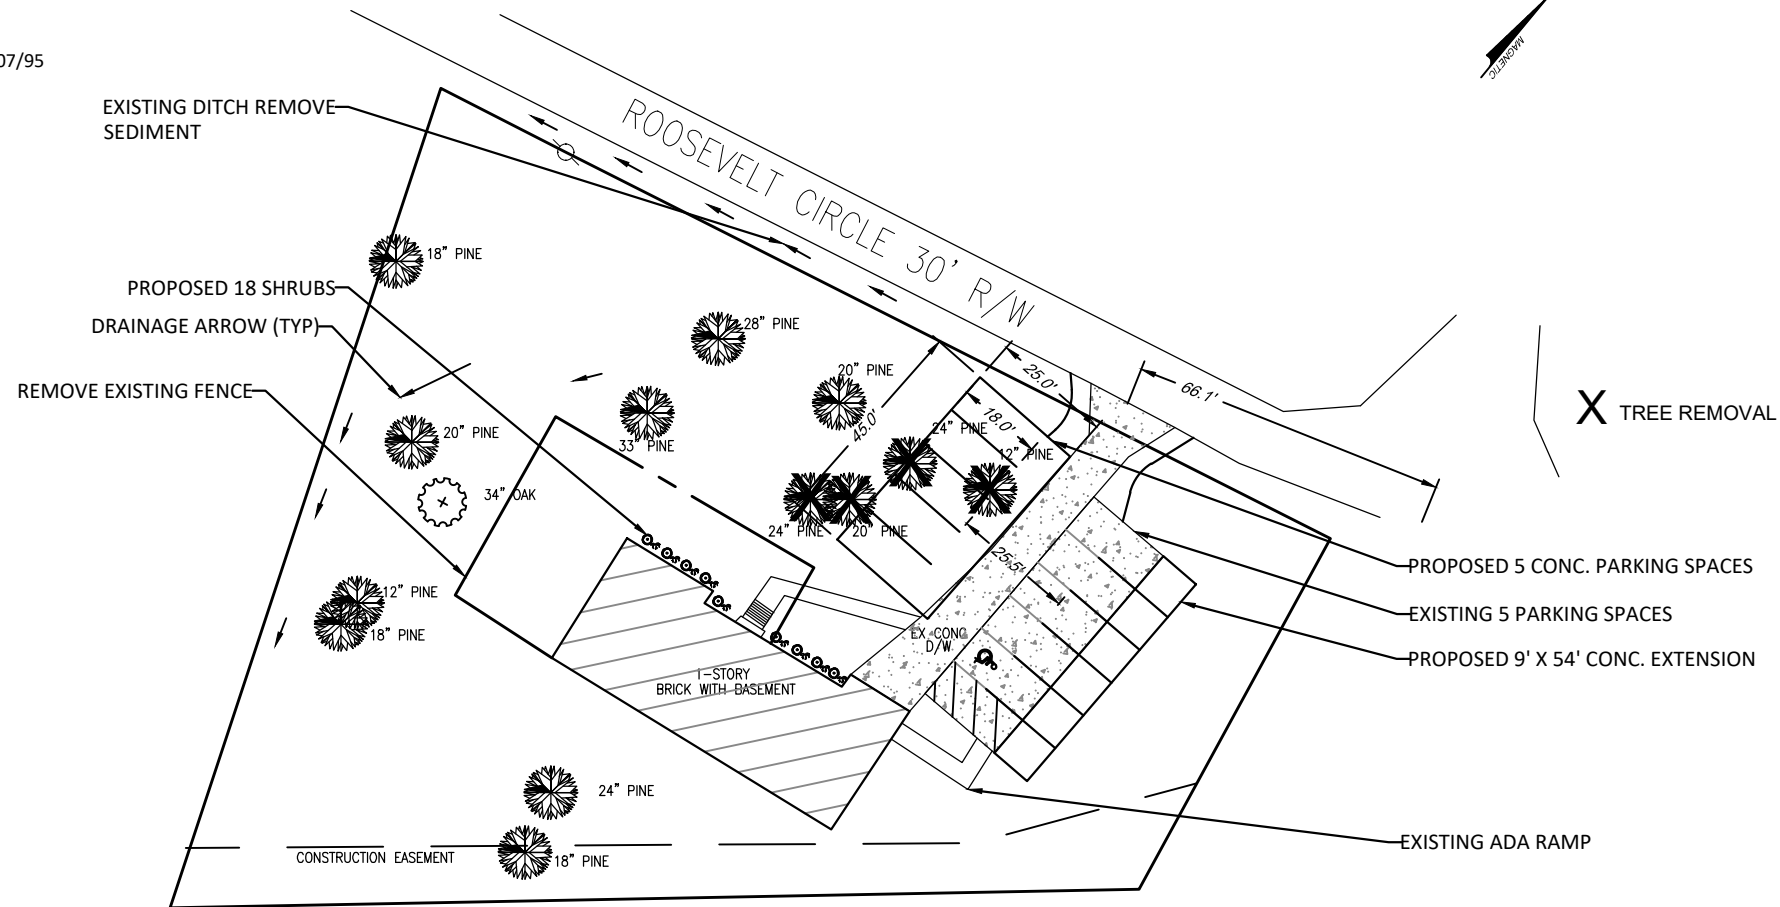 07/95
MAGNETIC
EXISTING DITCH REMOVE
SEDIMENT
ROOSEVELT CIRCLE 30' R/W
18" PINE
PROPOSED 18 SHRUBS
DRAINAGE ARROW (TYP)
28" PINE
REMOVE EXISTING FENCE
20" PINE
25.0'
66.1'
X TREE REMOVAL
45.0'
18.0'
24" PINE
20" PINE
33" PINE
12" PINE
34" OAK
24" PINE
20" PINE
25.5'
PROPOSED 5 CONC. PARKING SPACES
12" PINE
EXISTING 5 PARKING SPACES
18" PINE
EX. CONC.
D/W
PROPOSED 9' X 54' CONC. EXTENSION
1-STORY
BRICK WITH BASEMENT
24" PINE
EXISTING ADA RAMP
CONSTRUCTION EASEMENT
18" PINE